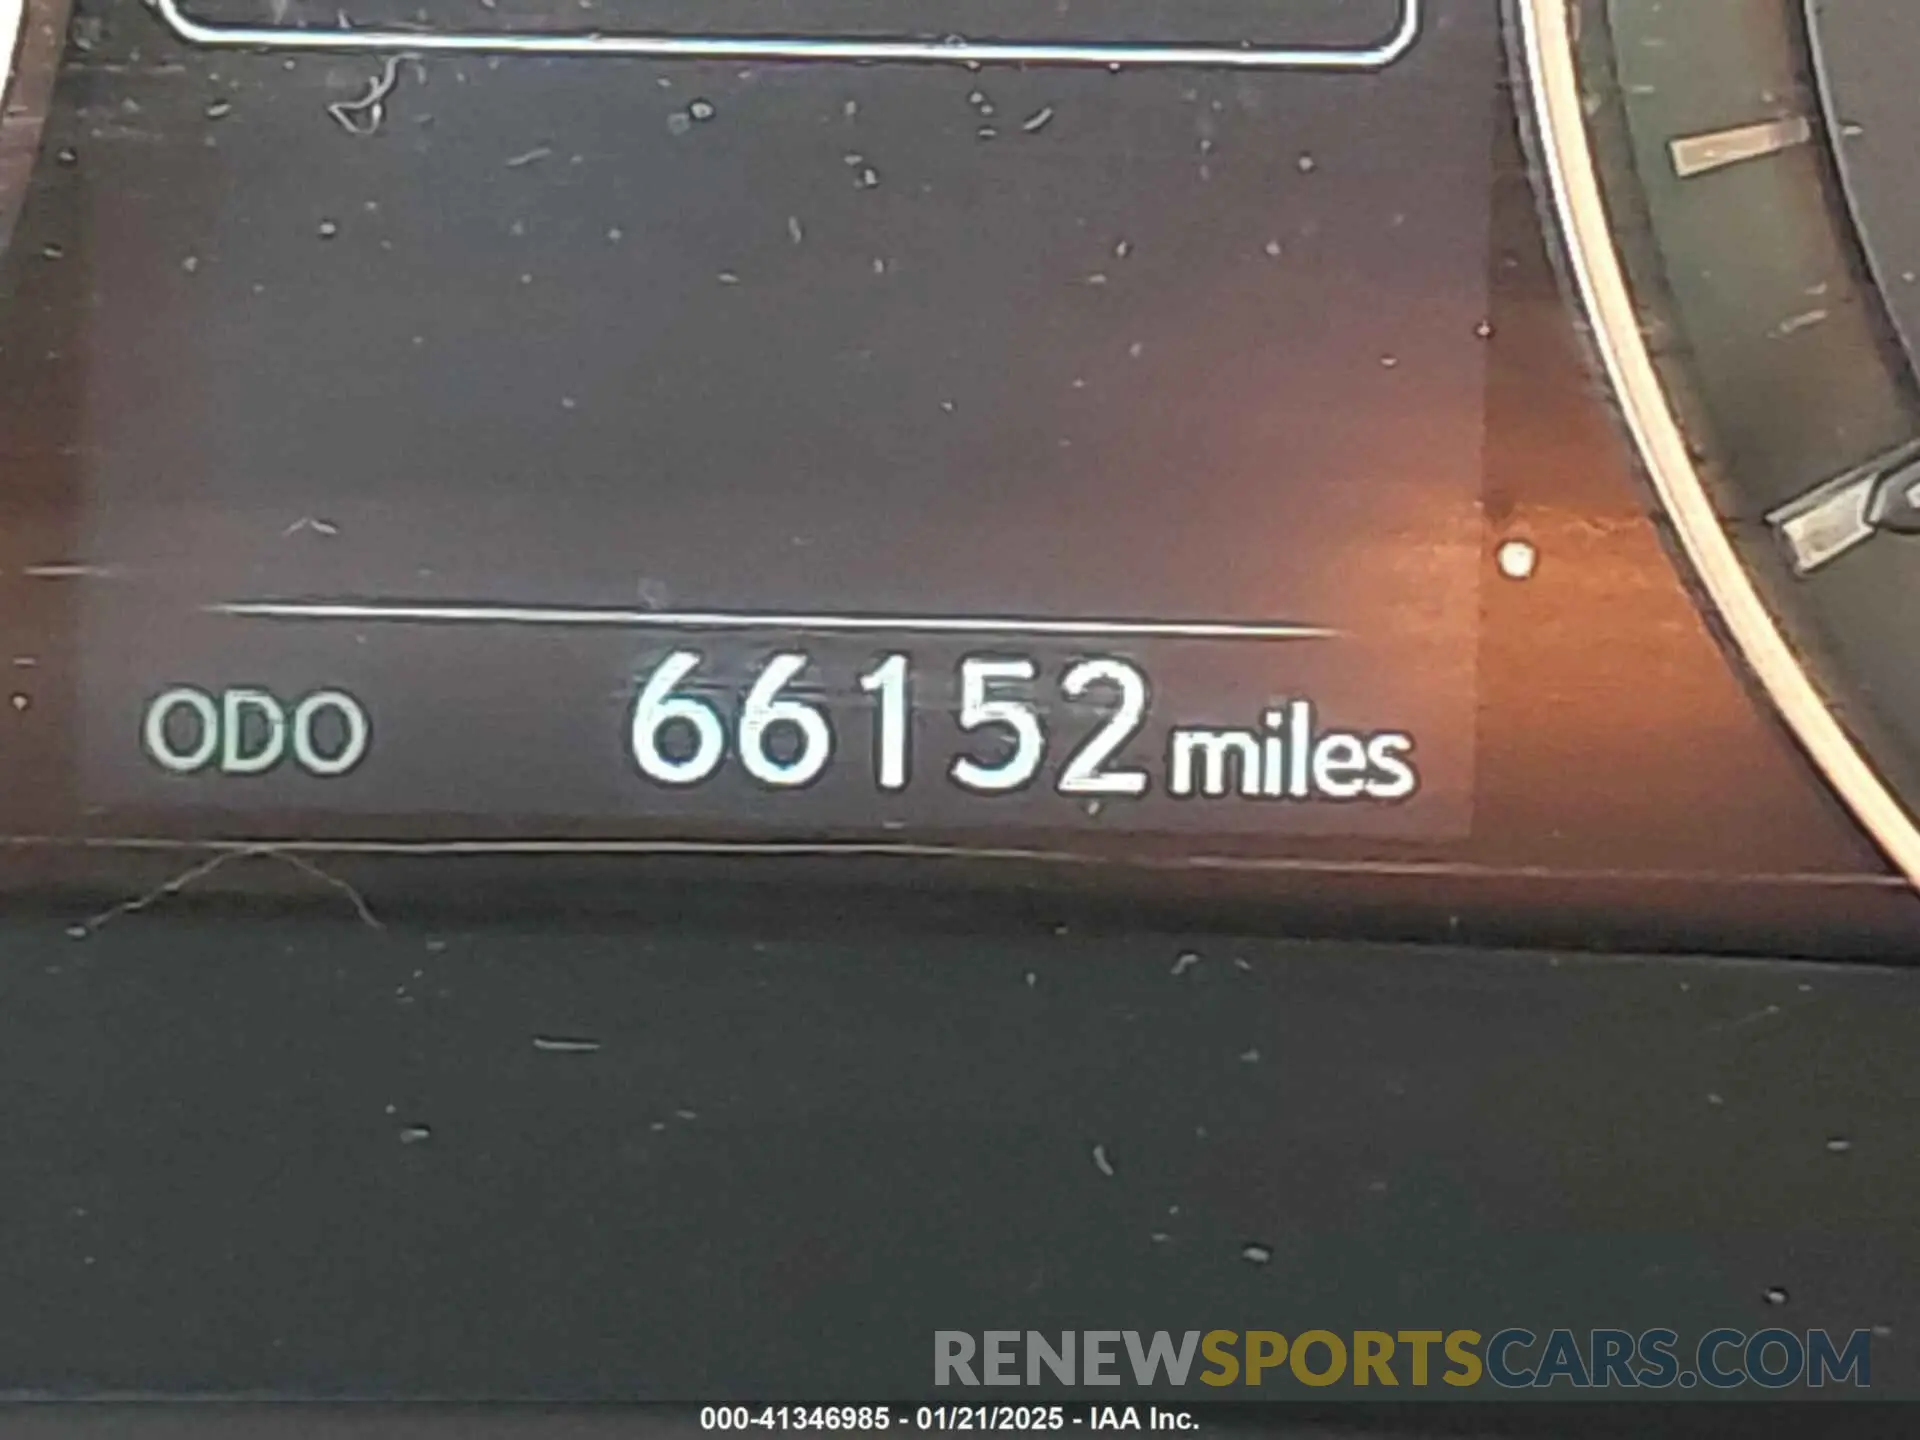 ODO 66152 miles
RENEWSPORTSCARS.COM
000-41346985 - 01/21/2025 - IAA Inc.